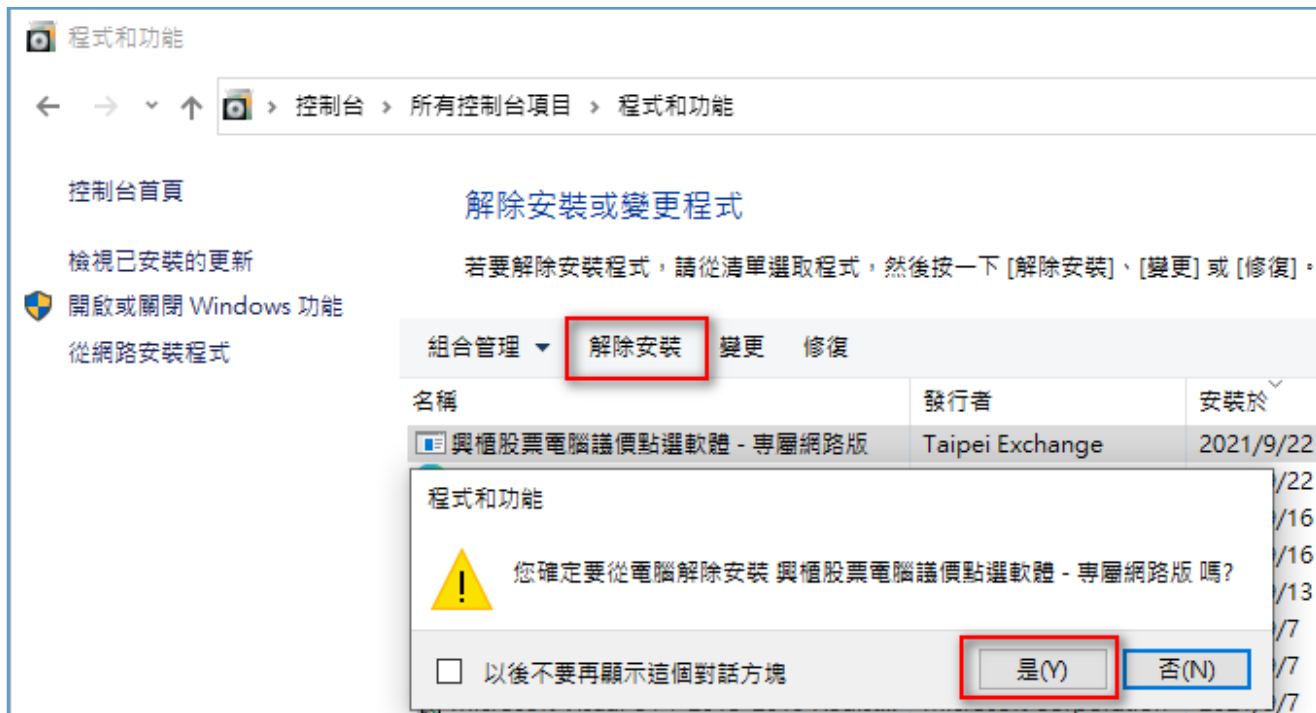 程式和功能
控制台 › 所有控制台項目 › 程式和功能
控制台首頁
檢視已安裝的更新
開啟或關閉 Windows 功能
從網路安裝程式
解除安裝或變更程式
若要解除安裝程式，請從清單選取程式，然後按一下 [解除安裝]、[變更] 或 [修復]。
組合管理 解除安裝 變更 修復
名稱 發行者 安裝於
興櫃股票電腦議價點選軟體 - 專屬網路版 Taipei Exchange 2021/9/22
/22
/16
/16
/13
/7
/7
/7
程式和功能
您確定要從電腦解除安裝 興櫃股票電腦議價點選軟體 - 專屬網路版 嗎?
以後不要再顯示這個對話方塊
是(Y) 否(N)